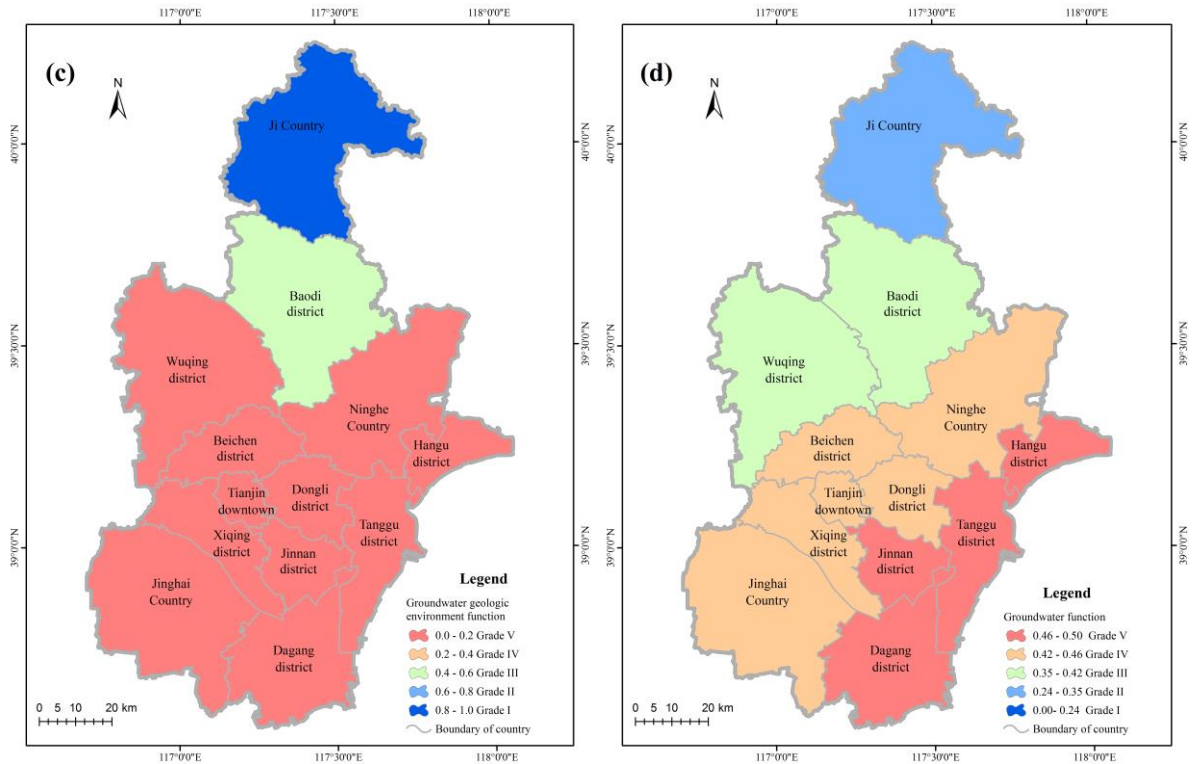 117°0'0"E
117°30'0"E
118°0'0"E
(c)
N
40°0'0"N
39°30'0"N
39°0'0"N
Ji Country
Baodi
district
Wuqing
district
Ninghe
Country
Beichen
district
Hangu
district
Tianjin
downtown
Dongli
district
Tanggu
district
Xiqing
district
Jinnan
district
Jinghai
Country
Dagang
district
Legend
Groundwater geologic
environment function
0.0 - 0.2 Grade V
0.2 - 0.4 Grade IV
0.4 - 0.6 Grade III
0.6 - 0.8 Grade II
0.8 - 1.0 Grade I
Boundary of country
0 5 10 20 km
117°0'0"E
117°30'0"E
118°0'0"E
117°0'0"E
117°30'0"E
118°0'0"E
(d)
N
40°0'0"N
39°30'0"N
39°0'0"N
40°0'0"N
39°30'0"N
39°0'0"N
Ji Country
Baodi
district
Wuqing
district
Ninghe
Country
Beichen
district
Hangu
district
Tianjin
downtown
Dongli
district
Tanggu
district
Xiqing
district
Jinnan
district
Jinghai
Country
Dagang
district
Legend
Groundwater function
0.46 - 0.50 Grade V
0.42 - 0.46 Grade IV
0.35 - 0.42 Grade III
0.24 - 0.35 Grade II
0.00 - 0.24 Grade I
Boundary of country
0 5 10 20 km
117°0'0"E
117°30'0"E
118°0'0"E